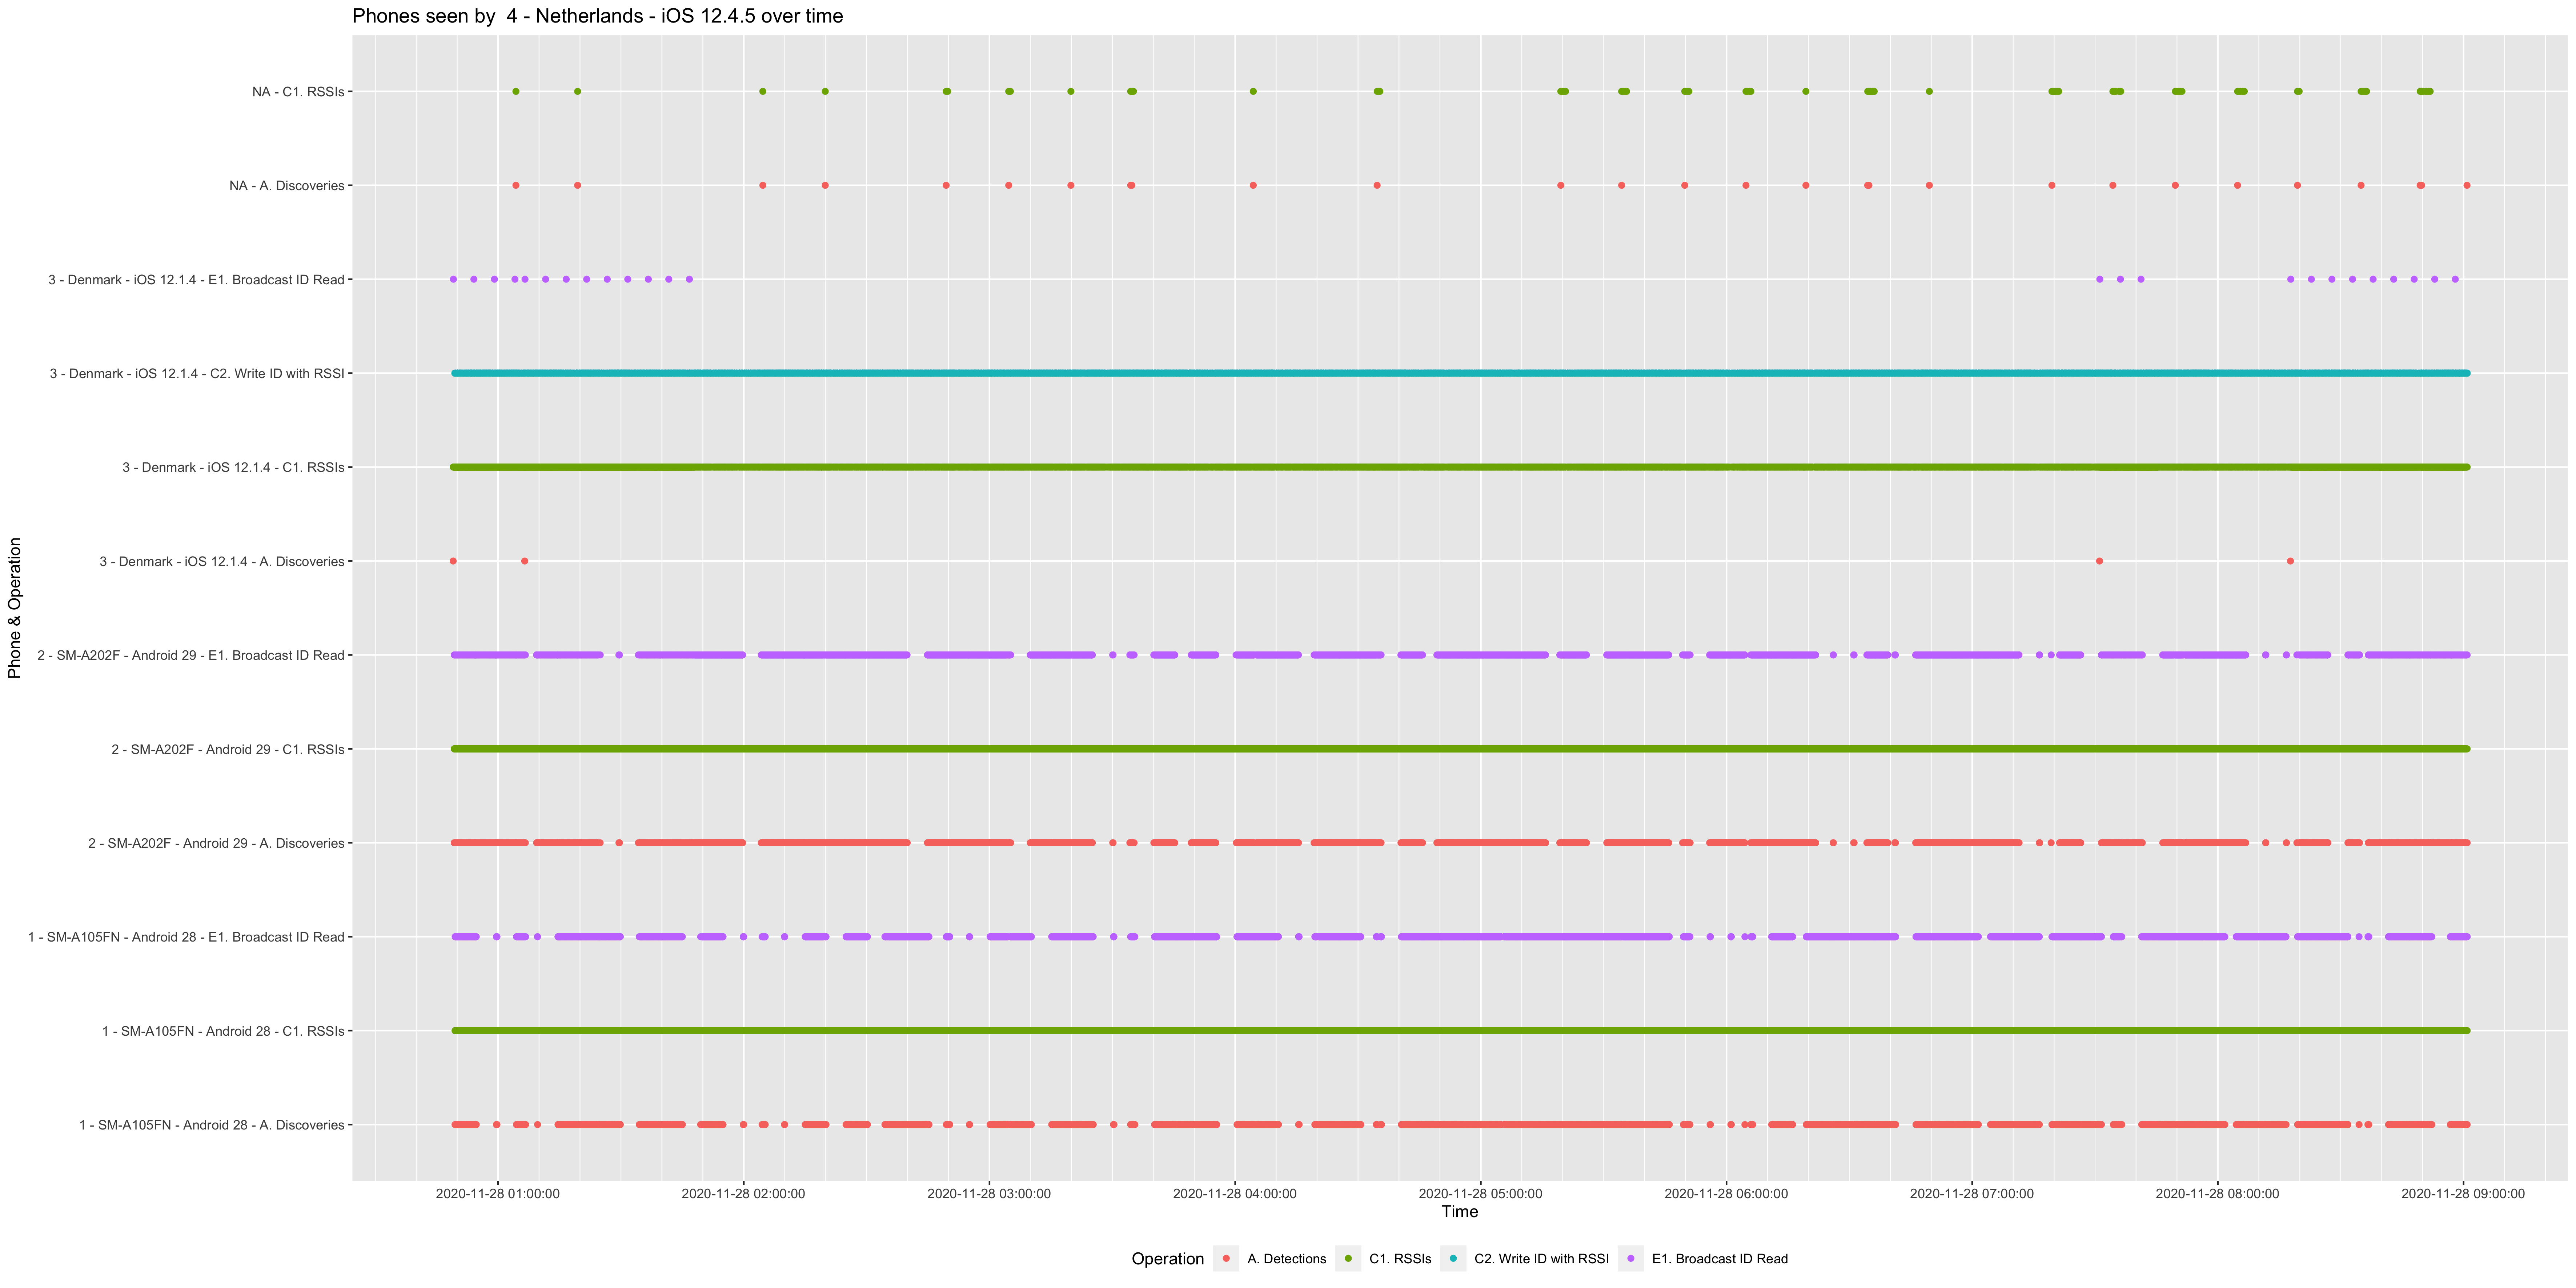 Phones seen by  4 - Netherlands - iOS 12.4.5 over time
Phone & Operation
NA - C1. RSSIs
NA - A. Discoveries
3 - Denmark - iOS 12.1.4 - E1. Broadcast ID Read
3 - Denmark - iOS 12.1.4 - C2. Write ID with RSSI
3 - Denmark - iOS 12.1.4 - C1. RSSIs
3 - Denmark - iOS 12.1.4 - A. Discoveries
2 - SM-A202F - Android 29 - E1. Broadcast ID Read
2 - SM-A202F - Android 29 - C1. RSSIs
2 - SM-A202F - Android 29 - A. Discoveries
1 - SM-A105FN - Android 28 - E1. Broadcast ID Read
1 - SM-A105FN - Android 28 - C1. RSSIs
1 - SM-A105FN - Android 28 - A. Discoveries
2020-11-28 01:00:00 2020-11-28 02:00:00 2020-11-28 03:00:00 2020-11-28 04:00:00 2020-11-28 05:00:00 2020-11-28 06:00:00 2020-11-28 07:00:00 2020-11-28 08:00:00 2020-11-28 09:00:00
Time
Operation A. Detections C1. RSSIs C2. Write ID with RSSI E1. Broadcast ID Read